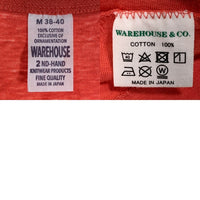 M 38-40
100% COTTON
EXCLUSIVE OF
ORNAMENTATION
WAREHOUSE
2 ND-HAND
KNITWEAR PRODUCTS
FINE QUALITY
MADE IN JAPAN
WAREHOUSE & CO.
COTTON 100%
MADE IN JAPAN